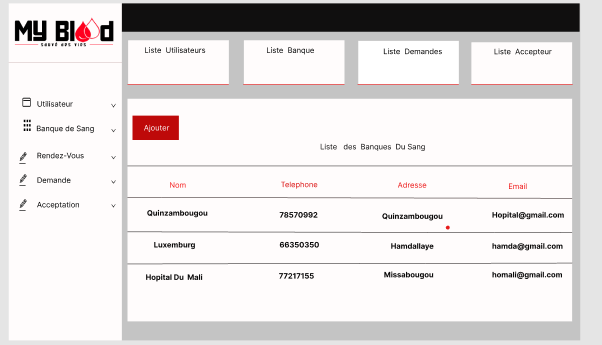 My Blood
SAUVÉ DES VIES
Liste Utilisateurs
Liste Banque
Liste Demandes
Liste Accepteur
Utilisateur
Banque de Sang
Rendez-Vous
Demande
Acceptation
Ajouter
Liste des Banques Du Sang
Nom Telephone Adresse Email
Quinzambougou 78570992 Quinzambougou Hopital@gmail.com
Luxemburg 66350350 Hamdallaye hamda@gmail.com
Hopital Du Mali 77217155 Missabougou homali@gmail.com